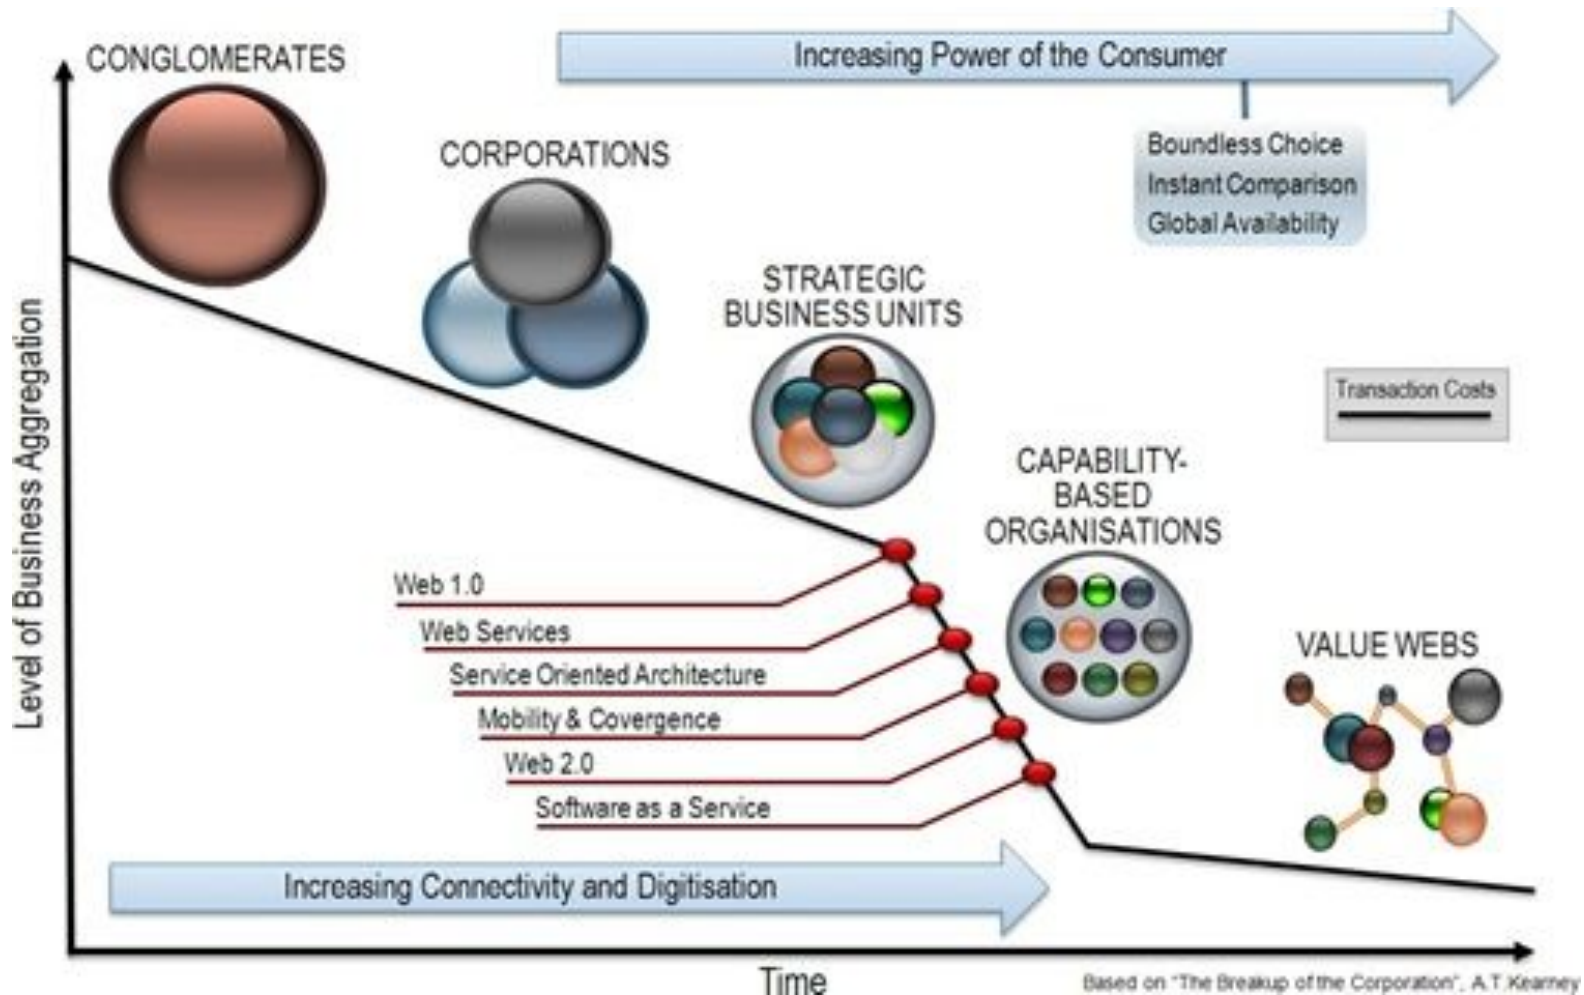 CONGLOMERATES
Increasing Power of the Consumer
Boundless Choice
Instant Comparison
Global Availability
CORPORATIONS
STRATEGIC
BUSINESS UNITS
Transaction Costs
CAPABILITY-
BASED
ORGANISATIONS
VALUE WEBS
Level of Business Aggregation
Web 1.0
Web Services
Service Oriented Architecture
Mobility & Covergence
Web 2.0
Software as a Service
Increasing Connectivity and Digitisation
Time
Based on "The Breakup of the Corporation", A.T.Kearney